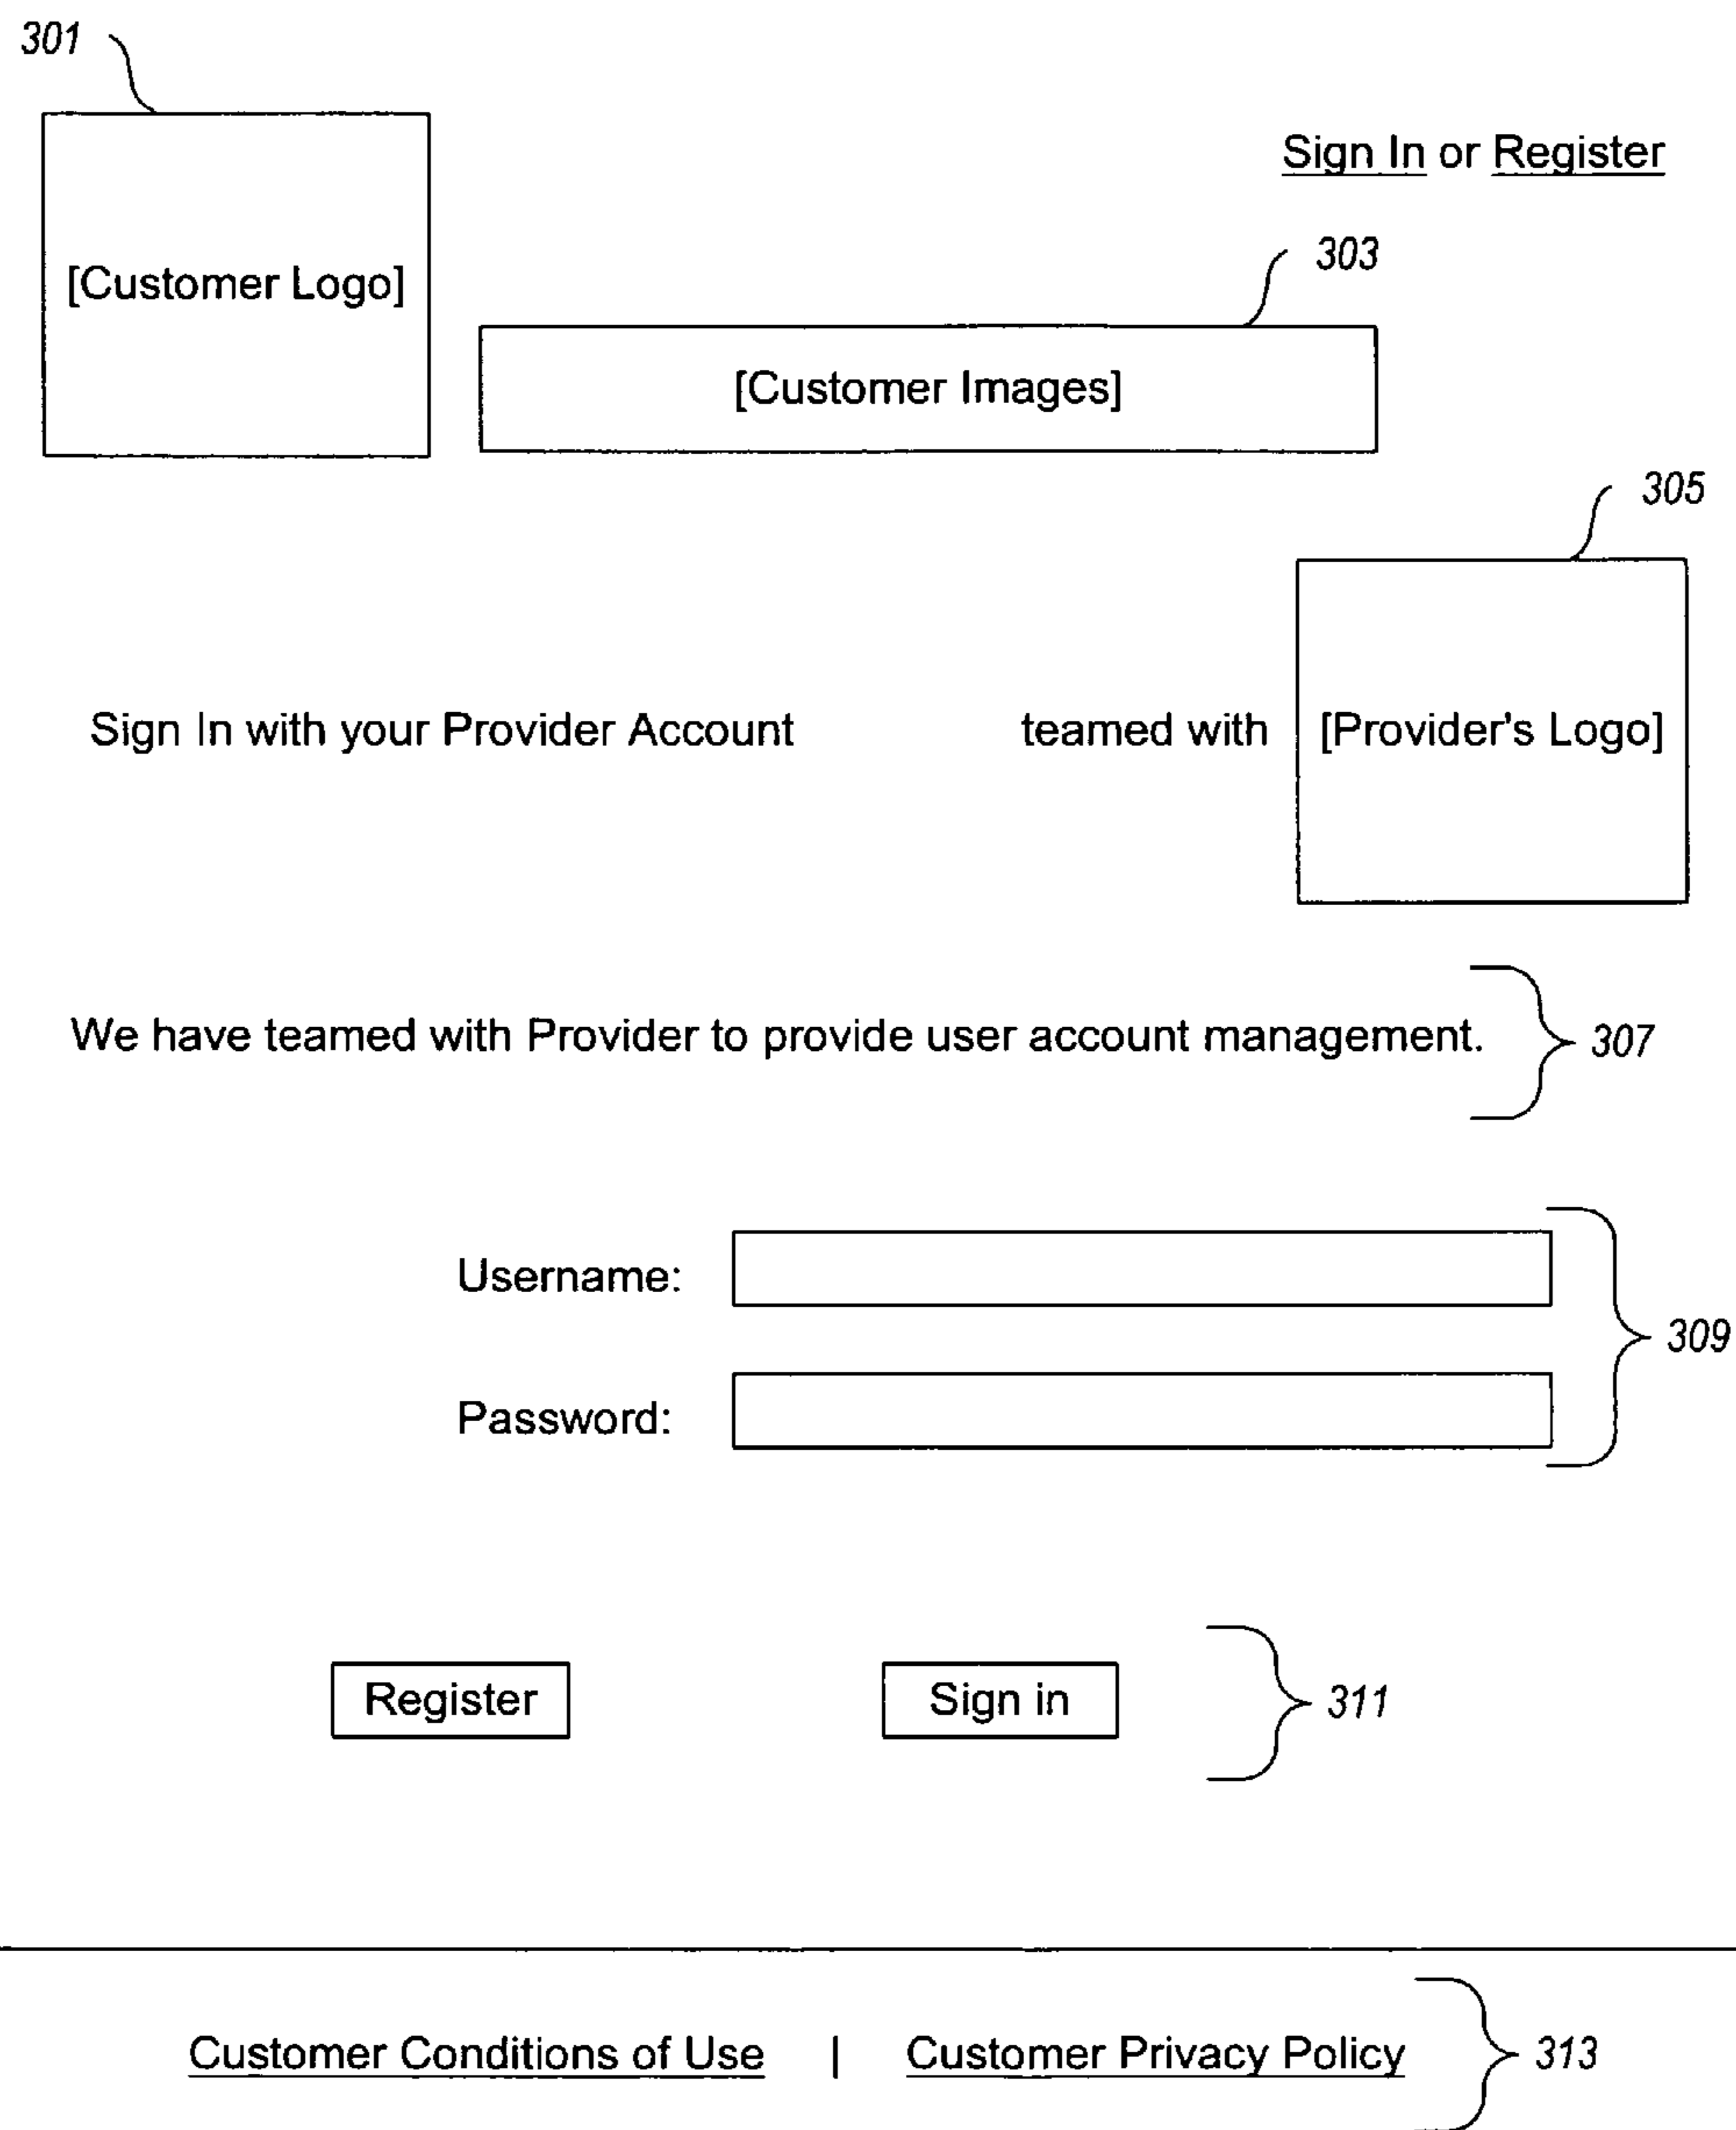 301
Sign In or Register
303
[Customer Logo]
[Customer Images]
305
Sign In with your Provider Account teamed with [Provider's Logo]
We have teamed with Provider to provide user account management. 307
Username:
309
Password:
Register Sign in 311
Customer Conditions of Use | Customer Privacy Policy 313